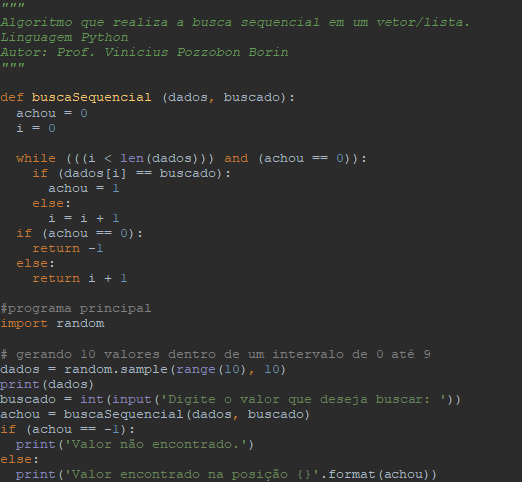 """
Algoritmo que realiza a busca sequencial em um vetor/lista.
Linguagem Python
Autor: Prof. Vinicius Pozzobon Borin
"""
def buscaSequencial (dados, buscado):
  achou = 0
  i = 0
  while (((i < len(dados))) and (achou == 0)):
    if (dados[i] == buscado):
      achou = 1
    else:
      i = i + 1
  if (achou == 0):
    return -1
  else:
    return i + 1
#programa principal
import random
# gerando 10 valores dentro de um intervalo de 0 até 9
dados = random.sample(range(10), 10)
print(dados)
buscado = int(input('Digite o valor que deseja buscar: '))
achou = buscaSequencial(dados, buscado)
if (achou == -1):
  print('Valor não encontrado.')
else:
  print('Valor encontrado na posição {}'.format(achou))